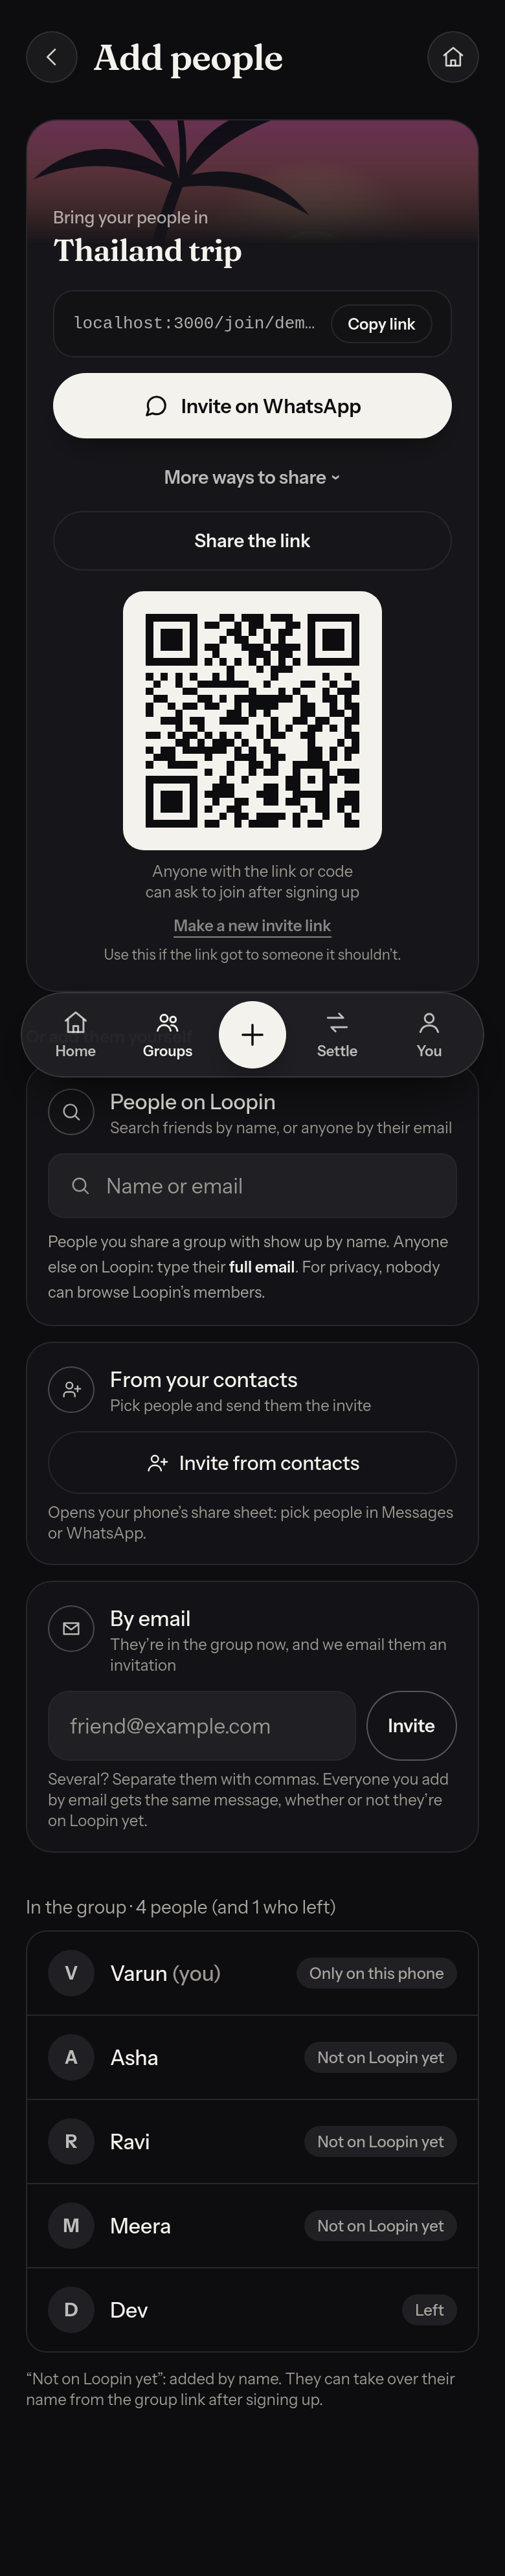 Add people
Bring your people in
Thailand trip
localhost:3000/join/dem…
Copy link
Invite on WhatsApp
More ways to share
Share the link
Anyone with the link or code
can ask to join after signing up
Make a new invite link
Use this if the link got to someone it shouldn’t.
Or add them yourself
Home
Groups
Settle
You
People on Loopin
Search friends by name, or anyone by their email
Name or email
People you share a group with show up by name. Anyone
else on Loopin: type their full email. For privacy, nobody
can browse Loopin’s members.
From your contacts
Pick people and send them the invite
Invite from contacts
Opens your phone’s share sheet: pick people in Messages
or WhatsApp.
By email
They’re in the group now, and we email them an
invitation
friend@example.com
Invite
Several? Separate them with commas. Everyone you add
by email gets the same message, whether or not they’re
on Loopin yet.
In the group · 4 people (and 1 who left)
V
Varun (you)
Only on this phone
A
Asha
Not on Loopin yet
R
Ravi
Not on Loopin yet
M
Meera
Not on Loopin yet
D
Dev
Left
“Not on Loopin yet”: added by name. They can take over their
name from the group link after signing up.